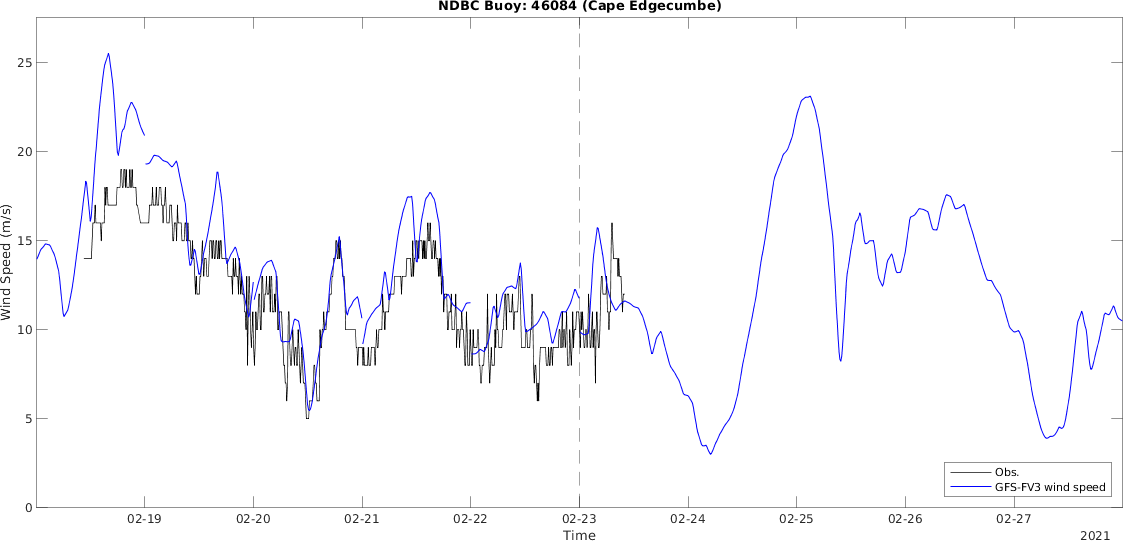 NDBC Buoy: 46084 (Cape Edgecumbe)
Wind Speed (m/s)
25
20
15
10
5
0
02-19 02-20 02-21 02-22 02-23 02-24 02-25 02-26 02-27
Time
2021
Obs.
GFS-FV3 wind speed